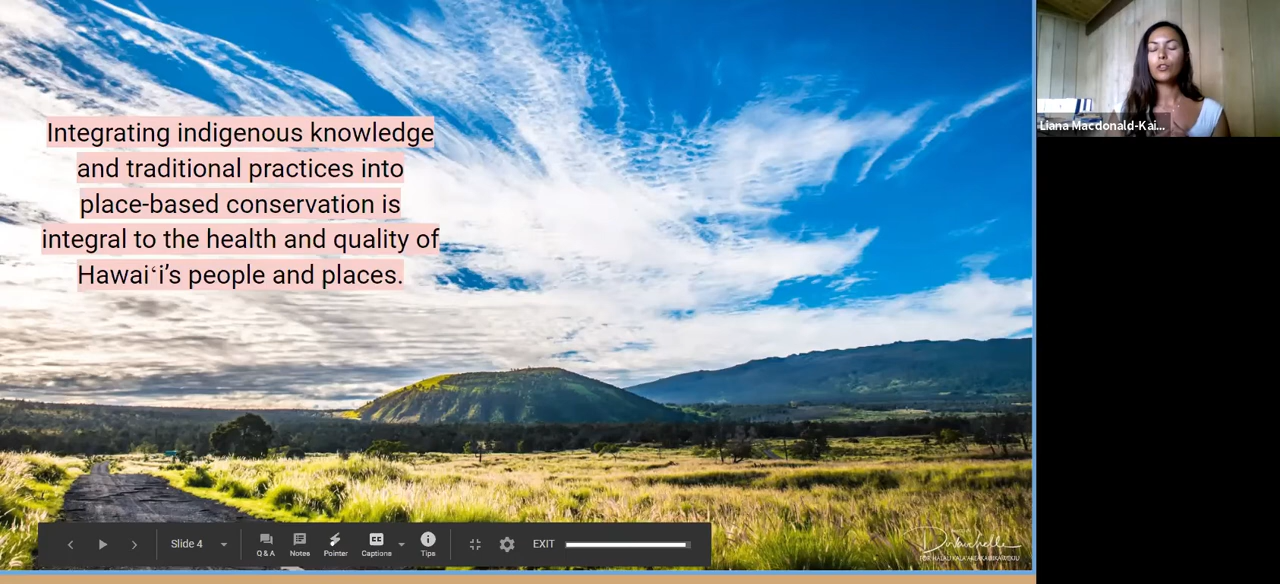 Integrating indigenous knowledge
and traditional practices into
place-based conservation is
integral to the health and quality of
Hawaiʻi’s people and places.
Liana Macdonald-Kai...
Slide 4
Q & A
Notes
Pointer
Captions
Tips
EXIT